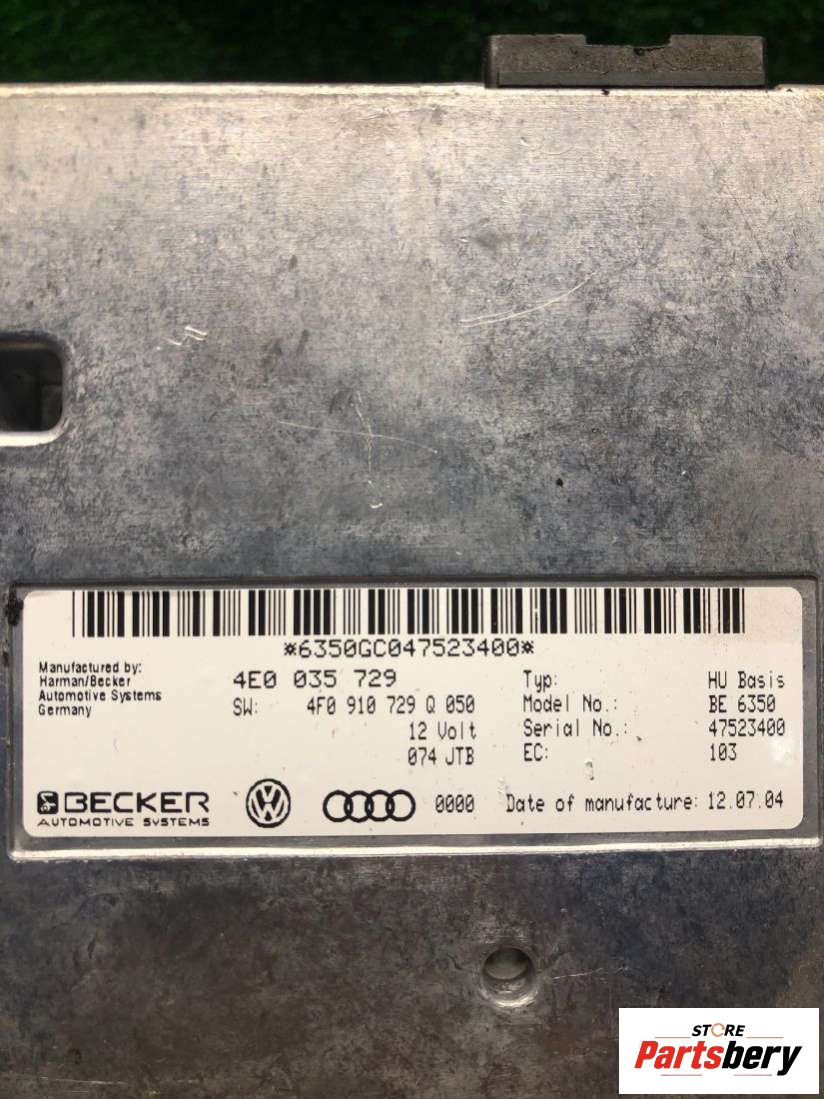 *6350GC047523400*
Manufactured by:
Harman/Becker
Automotive Systems
Germany
4E0 035 729
SW: 4F0 910 729 Q 050
12 Volt
074 JTB
Typ: HU Basis
Model No.: BE 6350
Serial No.: 47523400
EC: 103
BECKER
AUTOMOTIVE SYSTEMS
0000
Date of manufacture: 12.07.04
STORE
Partsbery